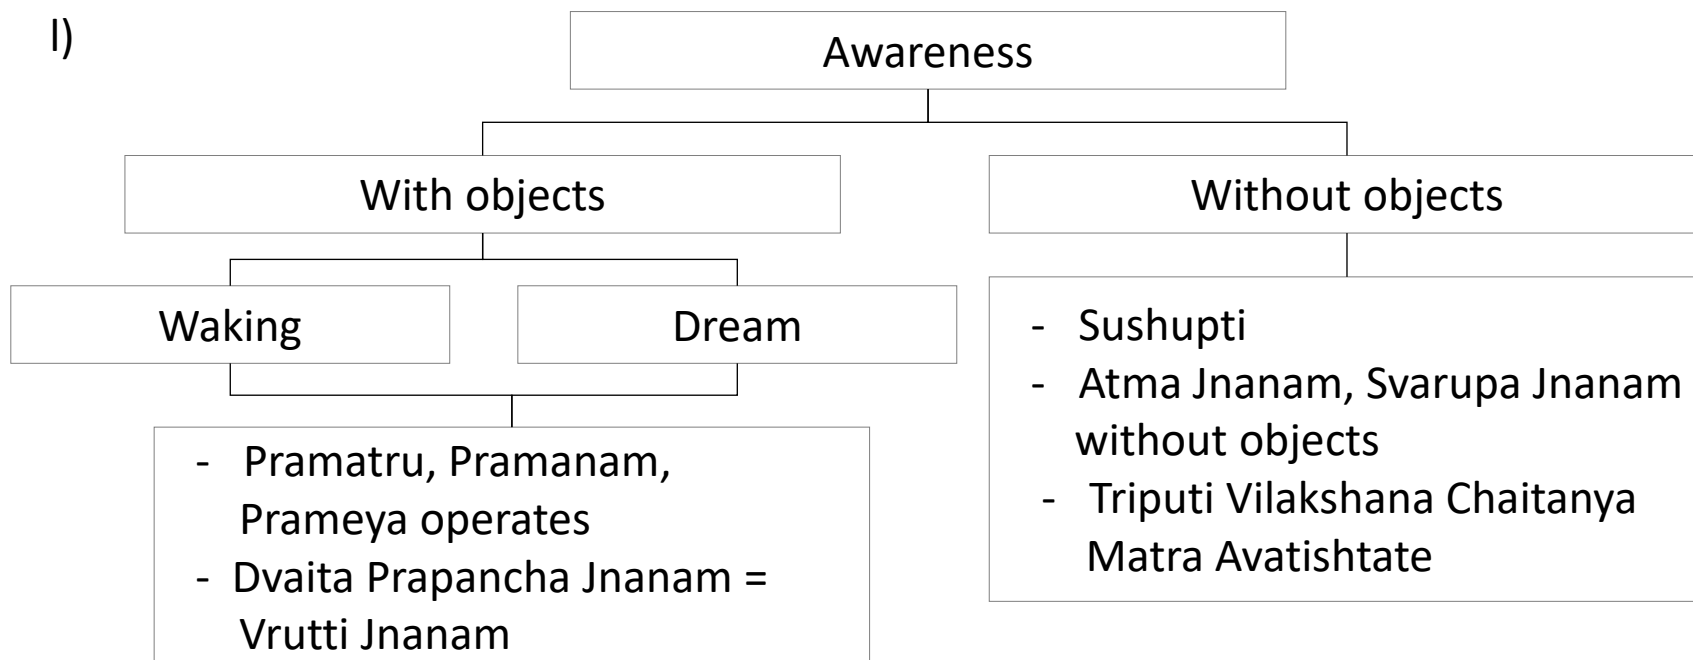 I)
Awareness
With objects
Without objects
Waking
Dream
- Pramatru, Pramanam,
Prameya operates
- Dvaita Prapancha Jnanam =
Vrutti Jnanam
- Sushupti
- Atma Jnanam, Svarupa Jnanam
without objects
- Triputi Vilakshana Chaitanya
Matra Avatishtate